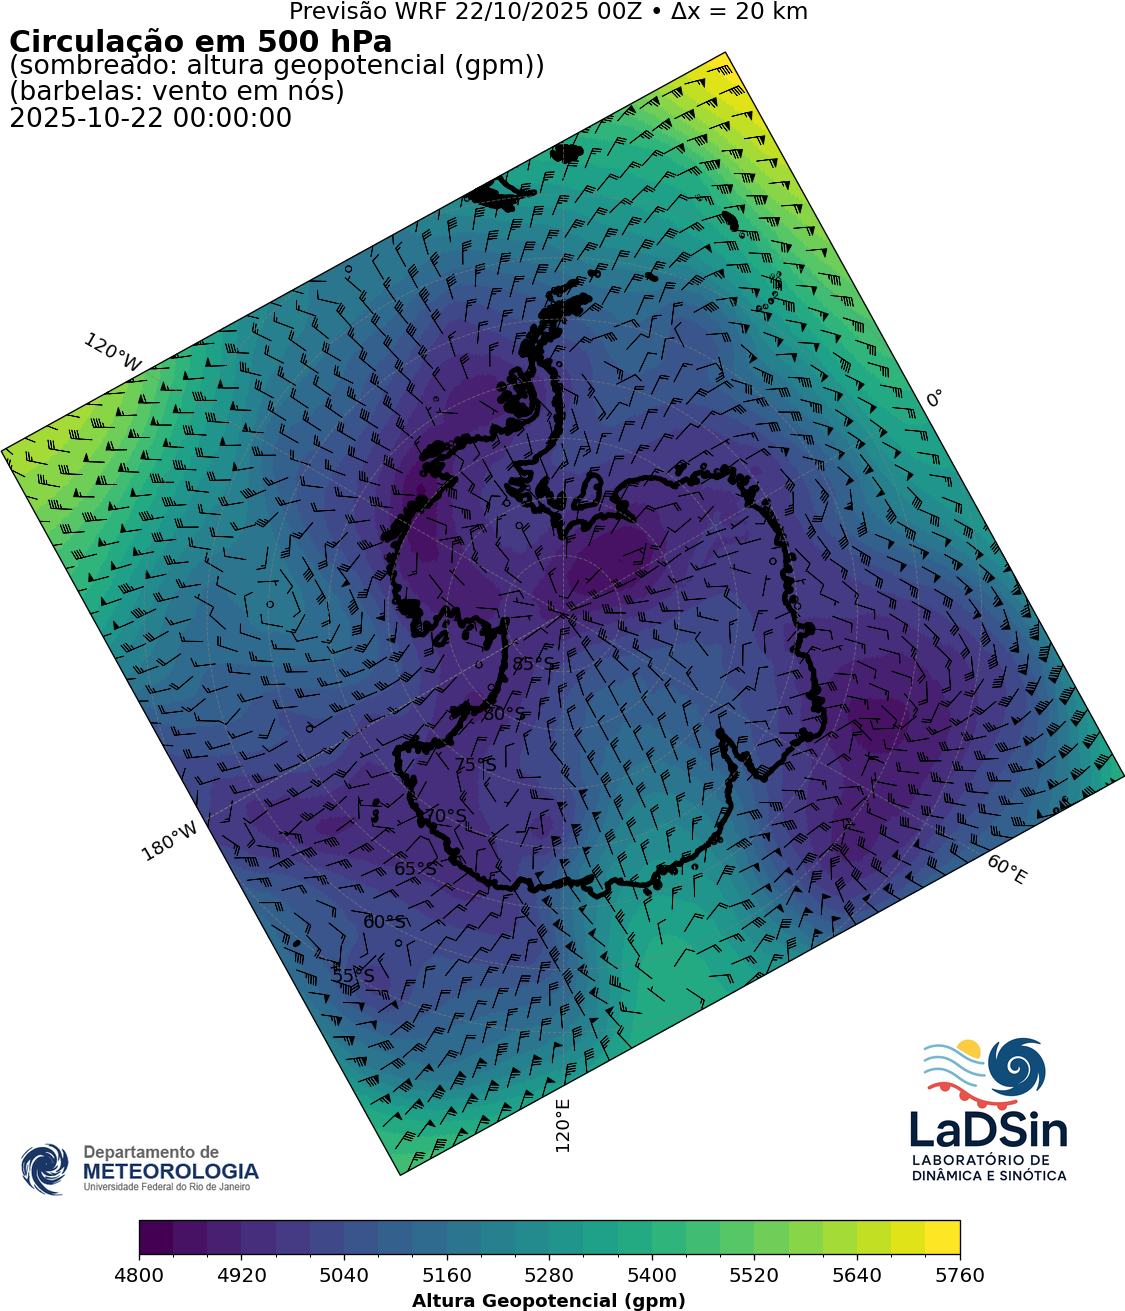 Previsão WRF 22/10/2025 00Z • Δx = 20 km
Circulação em 500 hPa
(sombreado: altura geopotencial (gpm))
(barbelas: vento em nós)
2025-10-22 00:00:00
120°W
0°
85°S
80°S
75°S
70°S
180°W
65°S
60°E
60°S
55°S
120°E
LaDSin
LABORATÓRIO DE
DINÂMICA E SINÓTICA
Departamento de
METEOROLOGIA
Universidade Federal do Rio de Janeiro
4800 4920 5040 5160 5280 5400 5520 5640 5760
Altura Geopotencial (gpm)